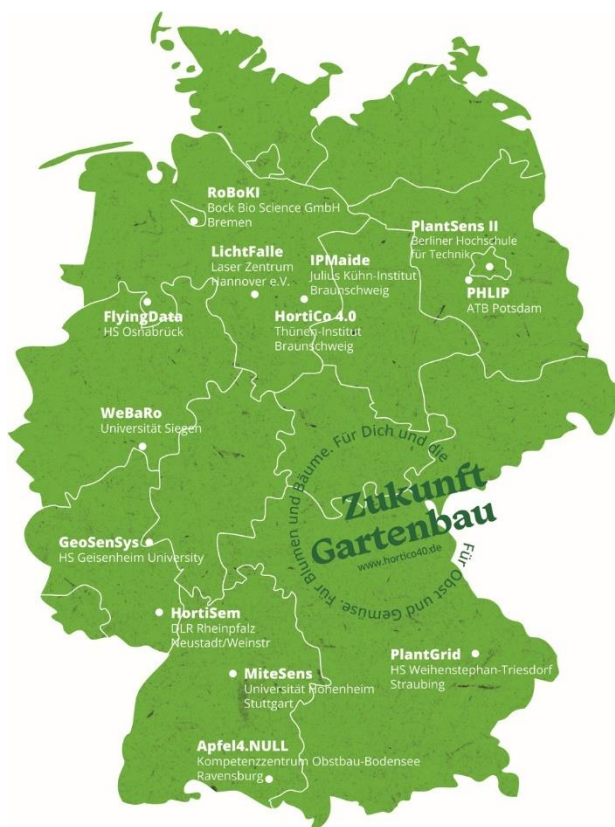 RoBoKI
Bock Bio Science GmbH
Bremen
PlantSens II
Berliner Hochschule
für Technik
LichtFalle
Laser Zentrum
Hannover e.V.
IPMaide
Julius Kühn-Institut
Braunschweig
PHLIP
ATB Potsdam
FlyingData
HS Osnabrück
HortiCo 4.0
Thünen-Institut
Braunschweig
WeBaRo
Universität Siegen
Für Blumen und Bäume. Für Dich und die
Zukunft
Gartenbau
www.hortico40.de
Für Obst und Gemüse.
GeoSenSys
HS Geisenheim University
HortiSem
DLR Rheinpfalz
Neustadt/Weinstr
PlantGrid
HS Weihenstephan-Triesdorf
Straubing
MiteSens
Universität Hohenheim
Stuttgart
Apfel4.NULL
Kompetenzzentrum Obstbau-Bodensee
Ravensburg